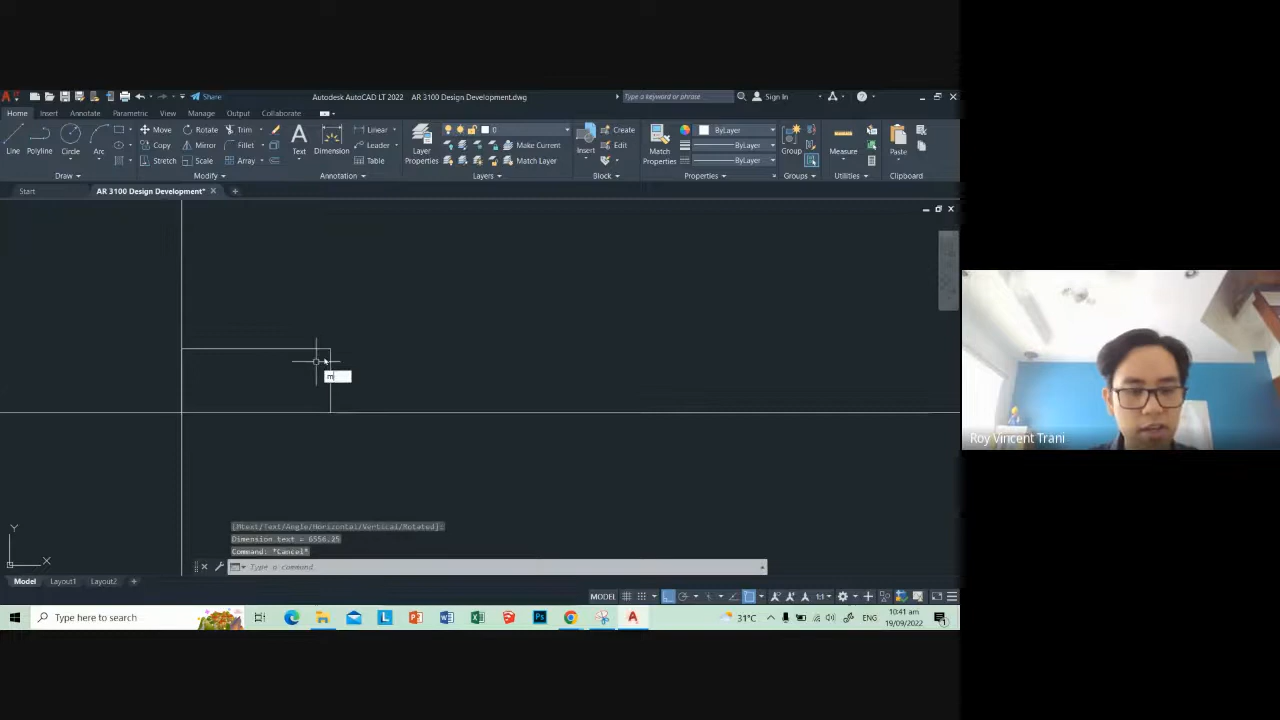 Share
Autodesk AutoCAD LT 2022 AR 3100 Design Development.dwg
Type a keyword or phrase
Sign In
Home Insert Annotate Parametric View Manage Output Collaborate
Line
Polyline
Circle
Arc
Move
Copy
Stretch
Rotate
Mirror
Scale
Trim
Fillet
Array
Text
Dimension
Linear
Leader
Table
Layer
Properties
0
Make Current
Match Layer
Insert
Create
Edit
Match
Properties
ByLayer
ByLayer
ByLayer
Group
Measure
Paste
Draw Modify Annotation Layers Block Properties Groups Utilities Clipboard
Start AR 3100 Design Development* +
m
[Mtext/Text/Angle/Horizontal/Vertical/Rotated]:
Dimension text = 6556.25
Command: *Cancel*
Type a command
Y
X
Model Layout1 Layout2 +
MODEL
1:1
Type here to search
31°C
ENG
10:41 am
19/09/2022
Roy Vincent Trani